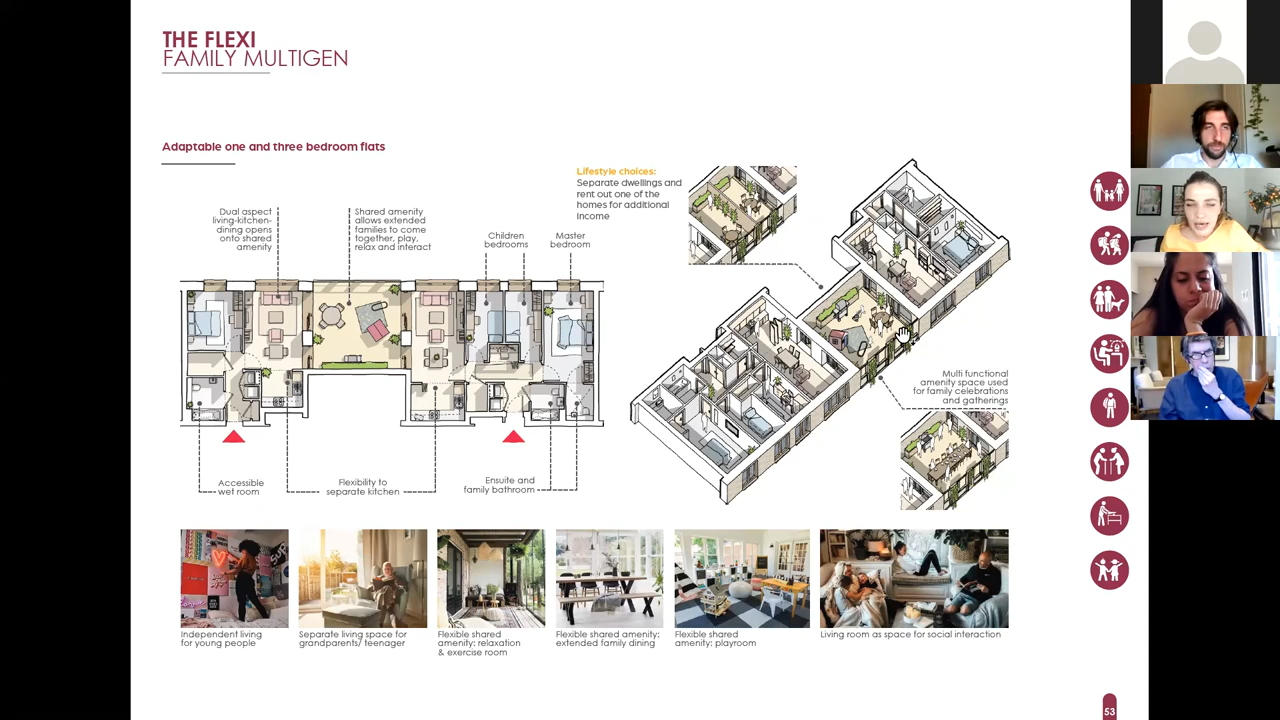 THE FLEXI
FAMILY MULTIGEN
Adaptable one and three bedroom flats
Dual aspect
living-kitchen-
dining opens
onto shared
amenity
Shared amenity
allows extended
families to come
together, play,
relax and interact
Children
bedrooms
Master
bedroom
Lifestyle choices:
Separate dwellings and
rent out one of the
homes for additional
income
Multi functional
amenity space used
for family celebrations
and gatherings
Accessible
wet room
Flexibility to
separate kitchen
Ensuite and
family bathroom
Independent living
for young people
Separate living space for
grandparents/ teenager
Flexible shared
amenity: relaxation
& exercise room
Flexible shared amenity:
extended family dining
Flexible shared
amenity: playroom
Living room as space for social interaction
53